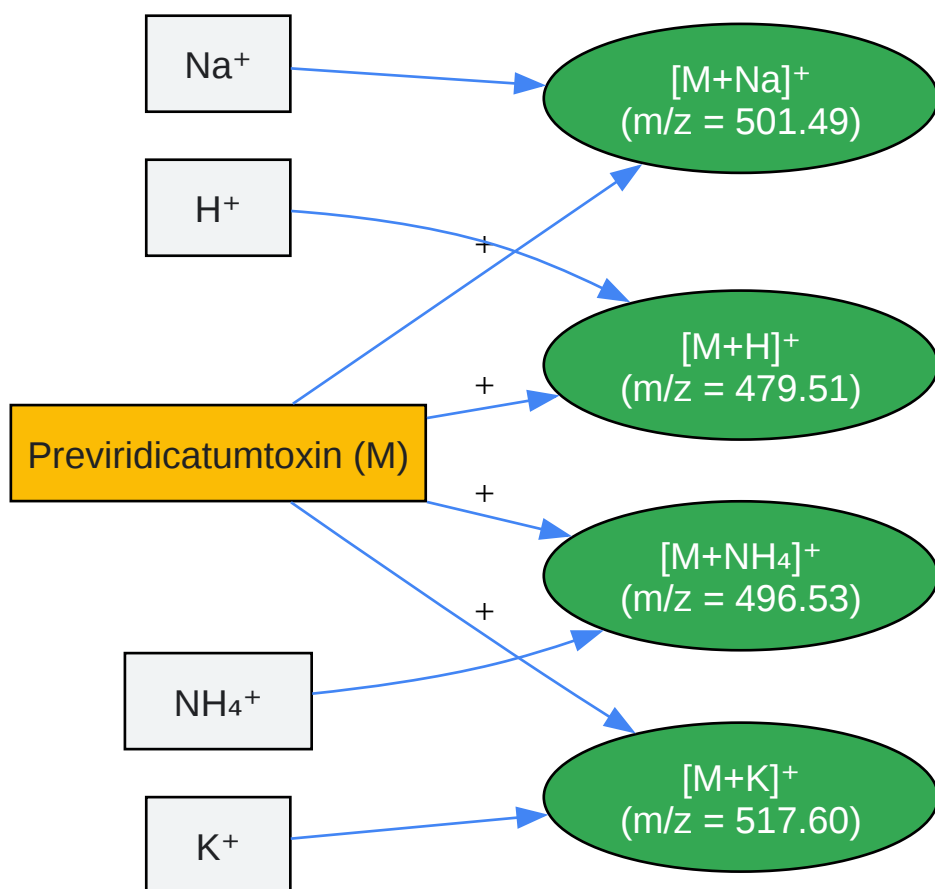 Na⁺
[M+Na]⁺
(m/z = 501.49)
H⁺
+
[M+H]⁺
(m/z = 479.51)
+
Previridicatumtoxin (M)
+
[M+NH₄]⁺
(m/z = 496.53)
+
NH₄⁺
[M+K]⁺
(m/z = 517.60)
K⁺